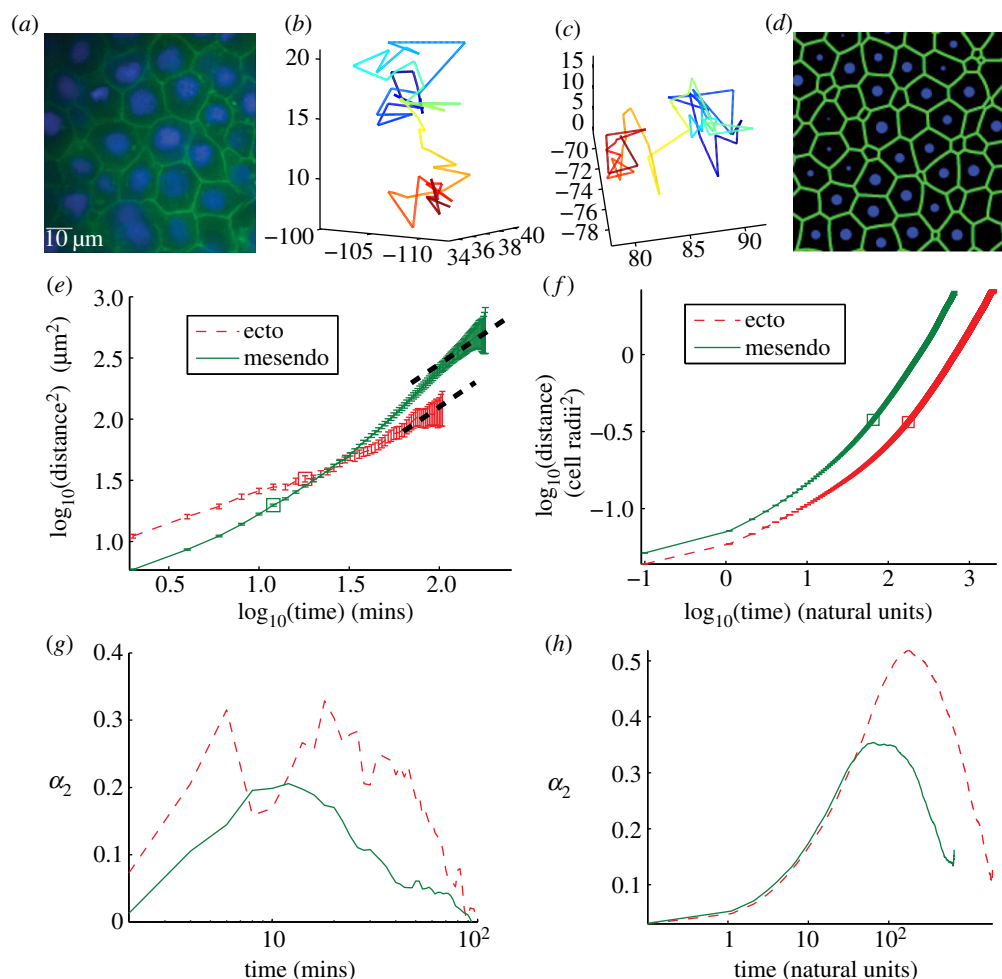 (a)
(b)
(c)
(d)
10 µm
20
15
10
-100
-105
-110
34
36
38
40
15
10
5
0
-70
-72
-74
-76
-78
80
85
90
(e)
3.0
2.5
2.0
1.5
1.0
log10(distance2) (µm2)
ecto
mesendo
0.5
1.0
1.5
2.0
log10(time) (mins)
(f)
0
-0.5
-1.0
log10(distance)
(cell radii2)
ecto
mesendo
-1
0
1
2
3
log10(time) (natural units)
(g)
0.4
0.3
0.2
0.1
0
α2
10
10²
time (mins)
(h)
0.5
0.3
0.1
α2
1
10²
time (natural units)